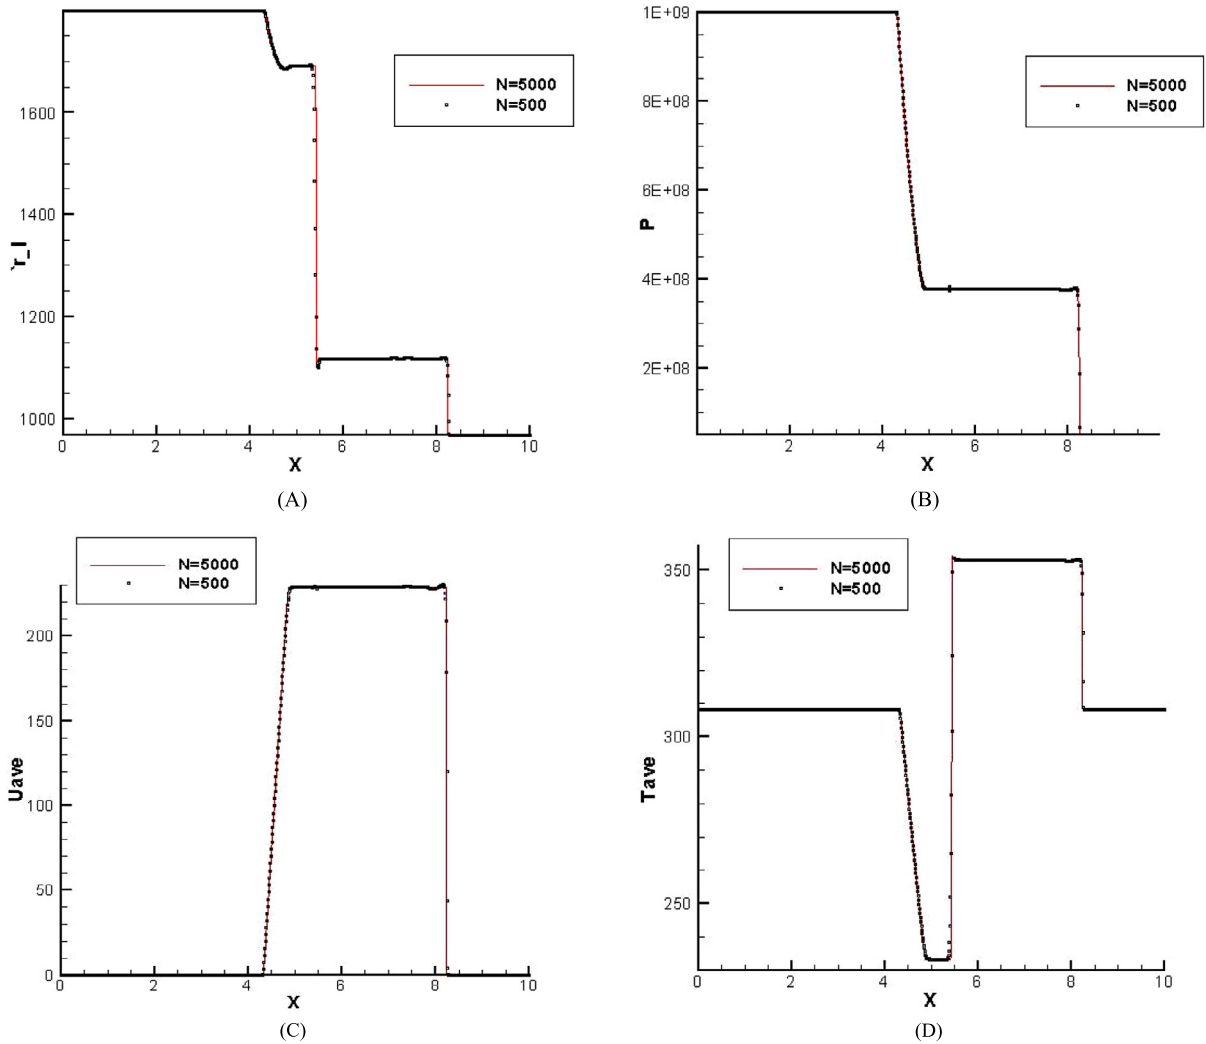 N=5000
N=500
1600
1400
1200
1000
`r_l
0 2 4 6 8 10
X
(A)
N=5000
N=500
1E+09
8E+08
6E+08
4E+08
2E+08
P
2 4 6 8
X
(B)
N=5000
N=500
200
150
100
50
0
Uave
0 2 4 6 8 10
X
(C)
N=5000
N=500
350
300
250
Tave
0 2 4 6 8 10
X
(D)